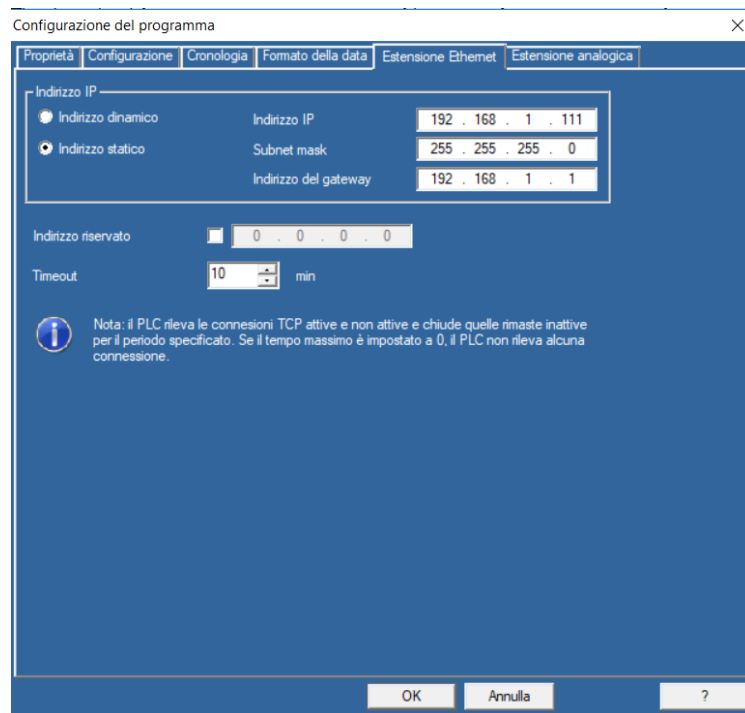 Configurazione del programma
Proprietà Configurazione Cronologia Formato della data Estensione Ethernet Estensione analogica
Indirizzo IP
Indirizzo dinamico Indirizzo IP 192 . 168 . 1 . 111
Indirizzo statico Subnet mask 255 . 255 . 255 . 0
Indirizzo del gateway 192 . 168 . 1 . 1
Indirizzo riservato 0 . 0 . 0 . 0
Timeout 10 min
Nota: il PLC rileva le connesioni TCP attive e non attive e chiude quelle rimaste inattive
per il periodo specificato. Se il tempo massimo è impostato a 0, il PLC non rileva alcuna
connessione.
OK Annulla ?